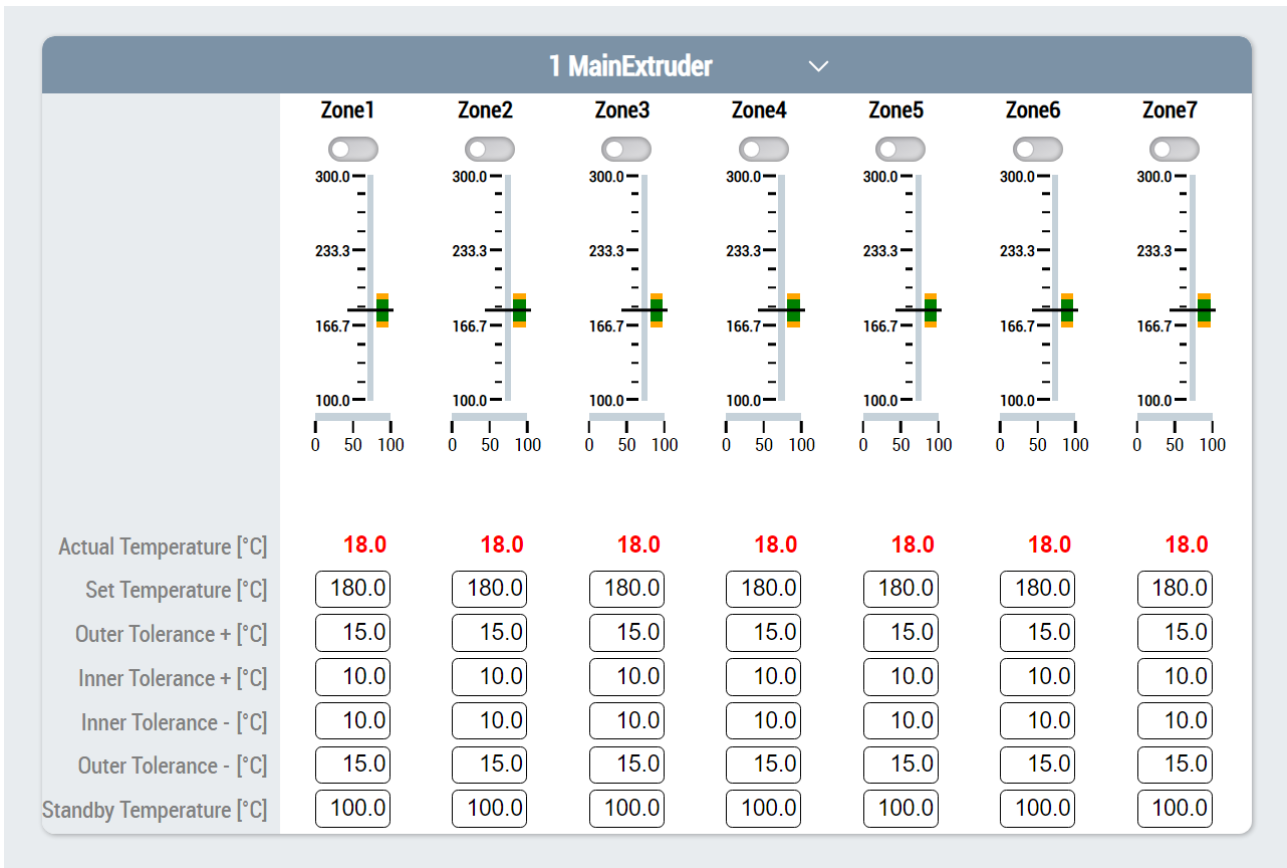 1 MainExtruder
Zone1 Zone2 Zone3 Zone4 Zone5 Zone6 Zone7
300.0 300.0 300.0 300.0 300.0 300.0 300.0
233.3 233.3 233.3 233.3 233.3 233.3 233.3
166.7 166.7 166.7 166.7 166.7 166.7 166.7
100.0 100.0 100.0 100.0 100.0 100.0 100.0
0 50 100 0 50 100 0 50 100 0 50 100 0 50 100 0 50 100 0 50 100
Actual Temperature [°C] 18.0 18.0 18.0 18.0 18.0 18.0 18.0
Set Temperature [°C] 180.0 180.0 180.0 180.0 180.0 180.0 180.0
Outer Tolerance + [°C] 15.0 15.0 15.0 15.0 15.0 15.0 15.0
Inner Tolerance + [°C] 10.0 10.0 10.0 10.0 10.0 10.0 10.0
Inner Tolerance - [°C] 10.0 10.0 10.0 10.0 10.0 10.0 10.0
Outer Tolerance - [°C] 15.0 15.0 15.0 15.0 15.0 15.0 15.0
Standby Temperature [°C] 100.0 100.0 100.0 100.0 100.0 100.0 100.0